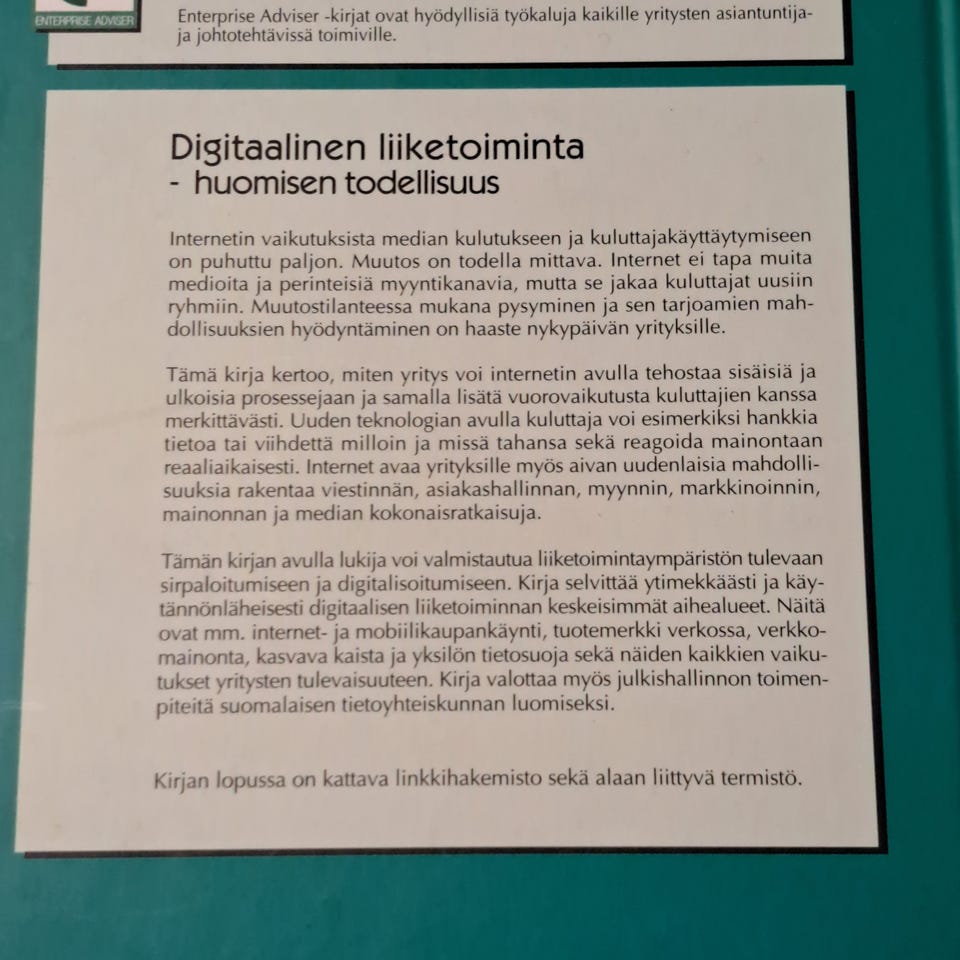 ENTERPRISE ADVISER
Enterprise Adviser -kirjat ovat hyödyllisiä työkaluja kaikille yritysten asiantuntija-
ja johtotehtävissä toimiville.
Digitaalinen liiketoiminta
- huomisen todellisuus
Internetin vaikutuksista median kulutukseen ja kuluttajakäyttäytymiseen
on puhuttu paljon. Muutos on todella mittava. Internet ei tapa muita
medioita ja perinteisiä myyntikanavia, mutta se jakaa kuluttajat uusiin
ryhmiin. Muutostilanteessa mukana pysyminen ja sen tarjoamien mah-
dollisuuksien hyödyntäminen on haaste nykypäivän yrityksille.
Tämä kirja kertoo, miten yritys voi internetin avulla tehostaa sisäisiä ja
ulkoisia prosessejaan ja samalla lisätä vuorovaikutusta kuluttajien kanssa
merkittävästi. Uuden teknologian avulla kuluttaja voi esimerkiksi hankkia
tietoa tai viihdettä milloin ja missä tahansa sekä reagoida mainontaan
reaaliaikaisesti. Internet avaa yrityksille myös aivan uudenlaisia mahdolli-
suuksia rakentaa viestinnän, asiakashallinnan, myynnin, markkinoinnin,
mainonnan ja median kokonaisratkaisuja.
Tämän kirjan avulla lukija voi valmistautua liiketoimintaympäristön tulevaan
sirpaloitumiseen ja digitalisoitumiseen. Kirja selvittää ytimekkäästi ja käy-
tännönläheisesti digitaalisen liiketoiminnan keskeisimmät aihealueet. Näitä
ovat mm. internet- ja mobiilikaupankäynti, tuotemerkki verkossa, verkko-
mainonta, kasvava kaista ja yksilön tietosuoja sekä näiden kaikkien vaiku-
tukset yritysten tulevaisuuteen. Kirja valottaa myös julkishallinnon toimen-
piteitä suomalaisen tietoyhteiskunnan luomiseksi.
Kirjan lopussa on kattava linkkihakemisto sekä alaan liittyvä termistö.